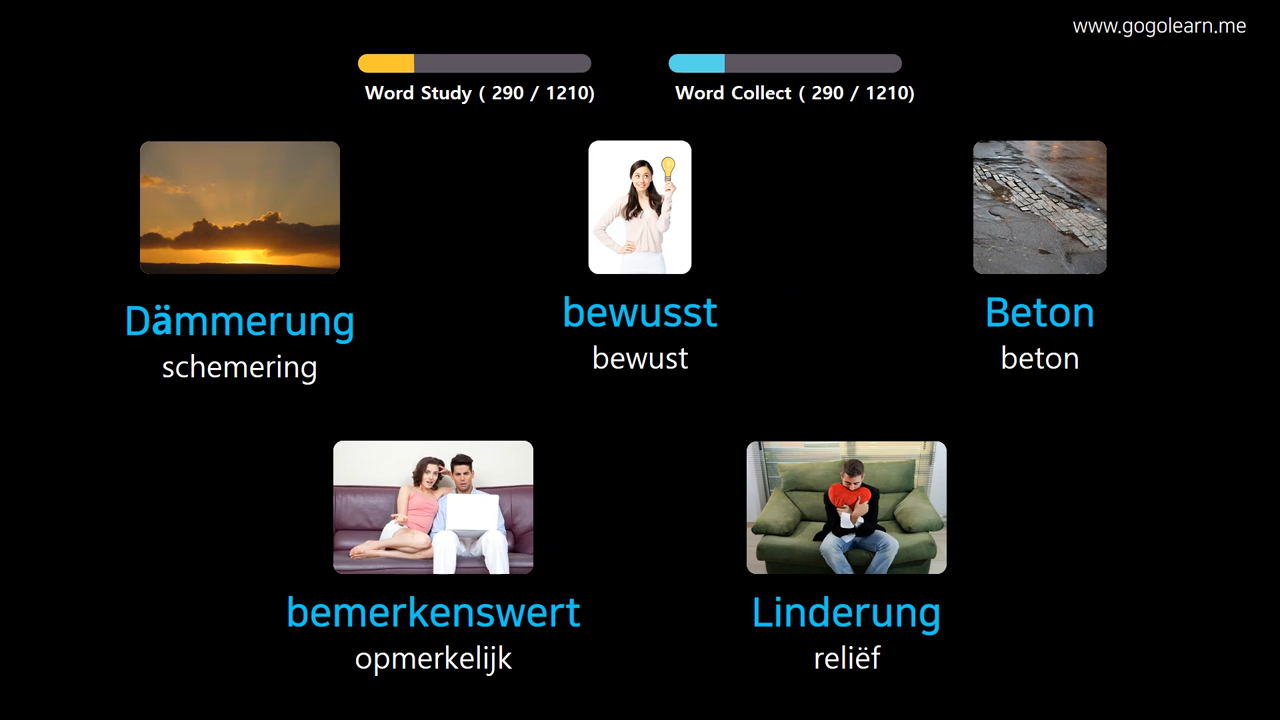 www.gogolearn.me
Word Study ( 290 / 1210)
Word Collect ( 290 / 1210)
Dämmerung
schemering
bewusst
bewust
Beton
beton
bemerkenswert
opmerkelijk
Linderung
reliëf